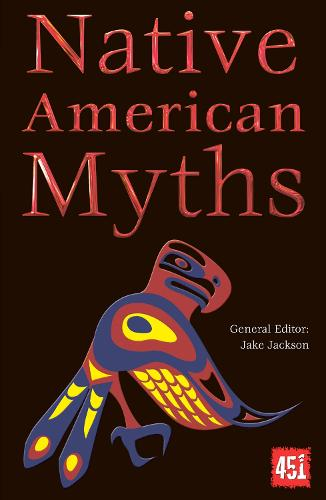 Native
American
Myths
General Editor:
Jake Jackson
451